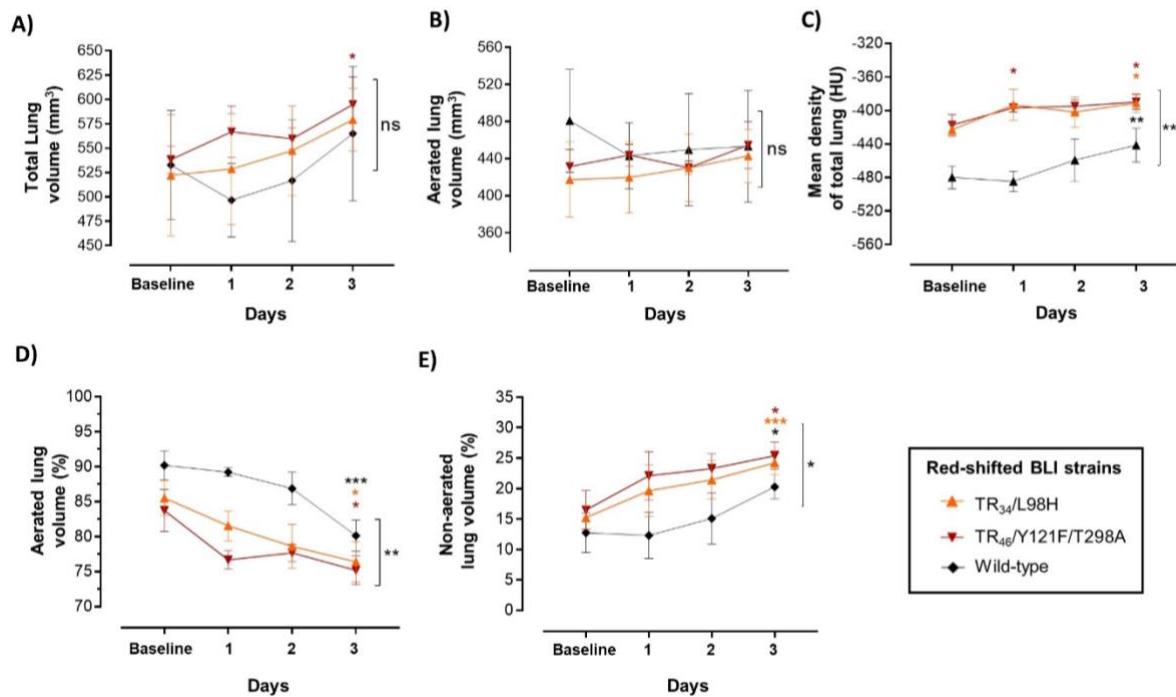 A)
Total Lung
volume (mm³)
650
625
600
575
550
525
500
475
450
*
ns
Baseline 1 2 3
Days
B)
Aerated lung
volume (mm³)
560
520
480
440
400
360
ns
Baseline 1 2 3
Days
C)
Mean density
of total lung (HU)
-320
-360
-400
-440
-480
-520
-560
*
*
*
**
**
Baseline 1 2 3
Days
D)
Aerated lung
volume (%)
100
95
90
85
80
75
70
***
*
*
**
Baseline 1 2 3
Days
E)
Non-aerated
lung volume (%)
35
30
25
20
15
10
5
0
*
***
*
*
Baseline 1 2 3
Days
Red-shifted BLI strains
TR₃₄/L98H
TR₄₆/Y121F/T298A
Wild-type